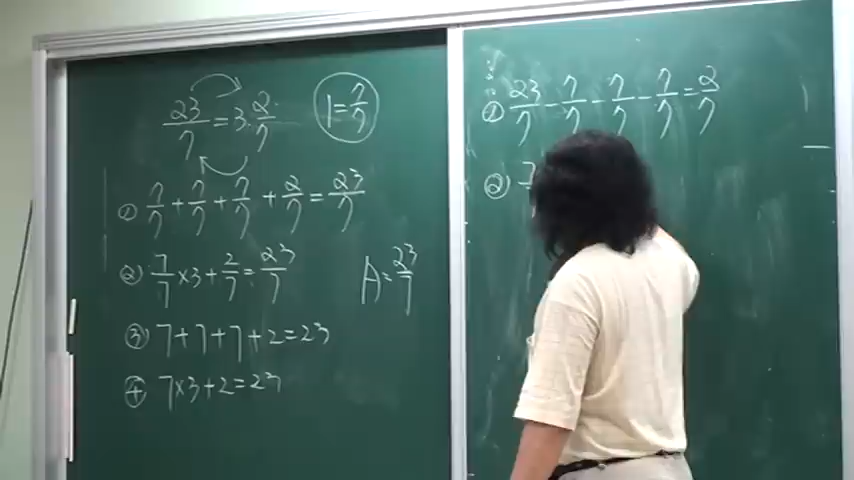 23/7 = 3 2/7
1 = 7/7
① 7/7 + 7/7 + 7/7 + 2/7 = 23/7
② 7/7 × 3 + 2/7 = 23/7
A = 23/7
③ 7 + 7 + 7 + 2 = 23
④ 7 × 3 + 2 = 23
① 23/7 - 7/7 - 7/7 - 7/7 = 2/7
②